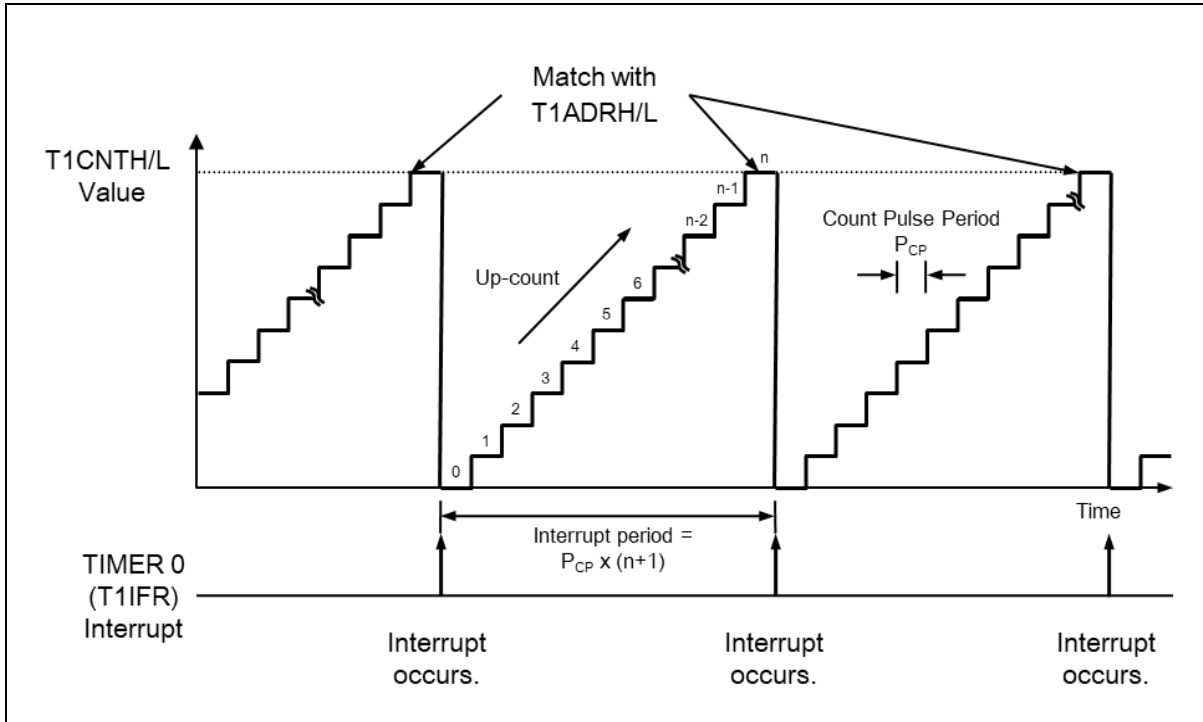 Match with
T1ADRH/L
T1CNTH/L
Value
n
n-1
n-2
Count Pulse Period
PCP
Up-count
6
5
4
3
2
1
0
Time
Interrupt period =
PCP x (n+1)
TIMER 0
(T1IFR)
Interrupt
Interrupt
occurs.
Interrupt
occurs.
Interrupt
occurs.